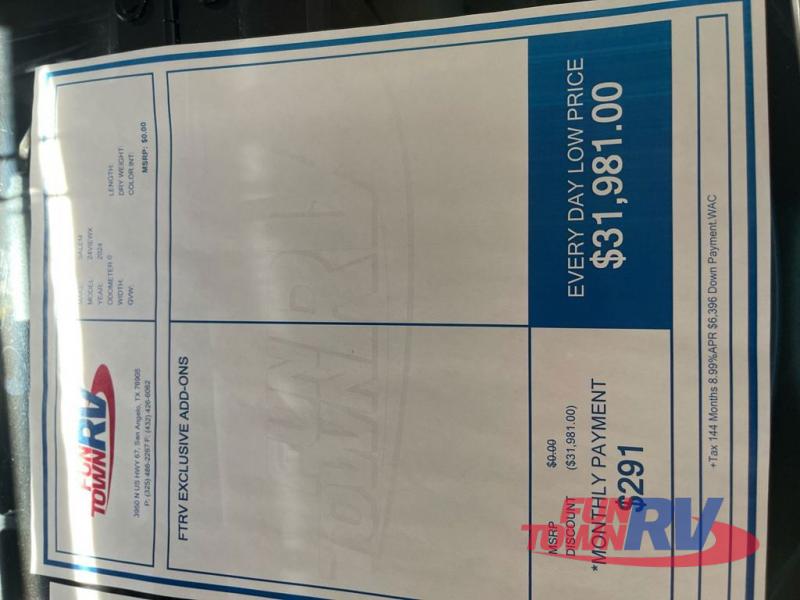 FUN
TOWN RV
3950 N US HWY 67, San Angelo, TX 76905
P: (325) 486-2267 F: (432) 426-6062
SALEM
MODEL: 24VIEWX
YEAR: 2024
ODOMETER 0
WIDTH:
GVW:
LENGTH:
DRY WEIGHT:
COLOR INT:
MSRP: $0.00
FTRV EXCLUSIVE ADD-ONS
MSRP $0.00
DISCOUNT ($31,981.00)
*MONTHLY PAYMENT
$291
EVERY DAY LOW PRICE
$31,981.00
+Tax 144 Months 8.99%APR $6,396 Down Payment.WAC
FUN
TOWN RV